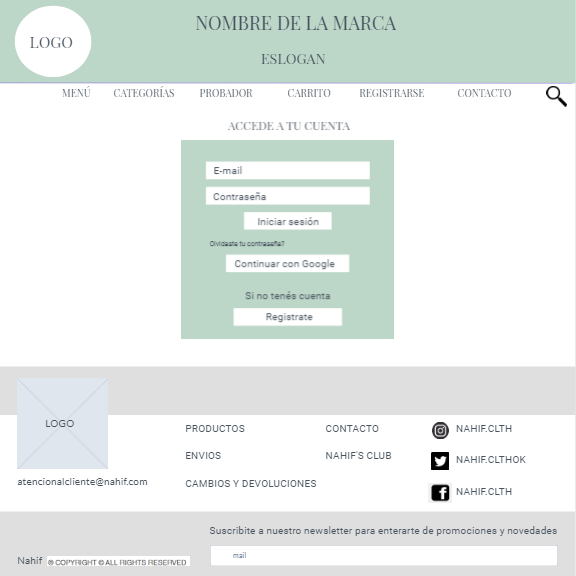 LOGO
NOMBRE DE LA MARCA
ESLOGAN
MENÚ CATEGORÍAS PROBADOR CARRITO REGISTRARSE CONTACTO
ACCEDE A TU CUENTA
E-mail
Contraseña
Iniciar sesión
Olvidaste tu contraseña?
Continuar con Google
Si no tenés cuenta
Registrate
LOGO
atencionalcliente@nahif.com
PRODUCTOS
ENVIOS
CAMBIOS Y DEVOLUCIONES
CONTACTO
NAHIF'S CLUB
NAHIF.CLTH
NAHIF.CLTHOK
NAHIF.CLTH
Suscribite a nuestro newsletter para enterarte de promociones y novedades
mail
Nahif ® COPYRIGHT © ALL RIGHTS RESERVED